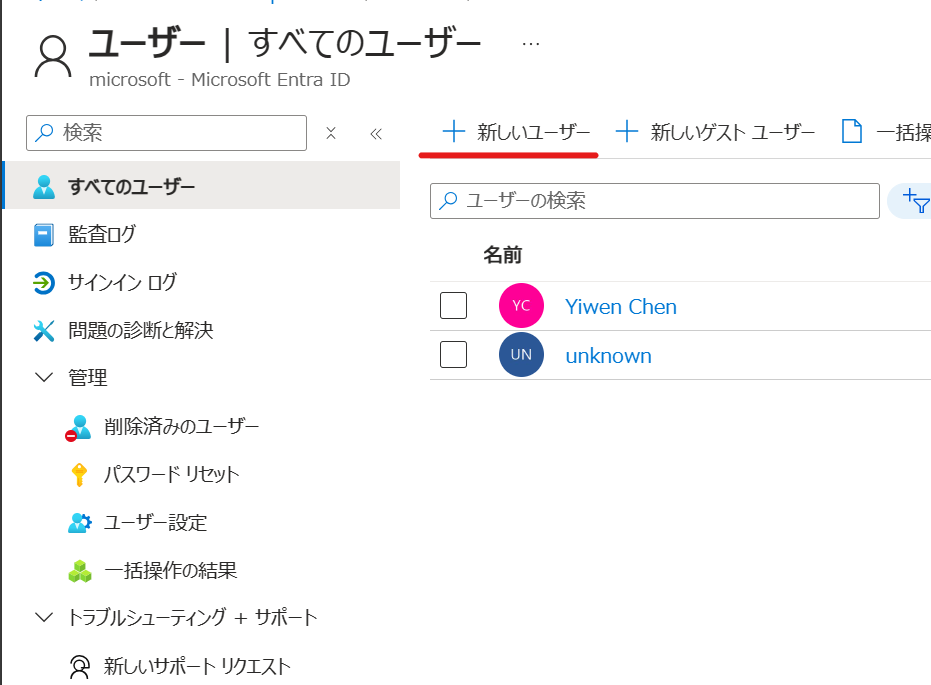 ユーザー | すべてのユーザー ...
microsoft - Microsoft Entra ID
検索
+ 新しいユーザー + 新しいゲスト ユーザー 一括操
すべてのユーザー
監査ログ
サインイン ログ
問題の診断と解決
管理
削除済みのユーザー
パスワード リセット
ユーザー設定
一括操作の結果
トラブルシューティング + サポート
新しいサポート リクエスト
ユーザーの検索
名前
YC Yiwen Chen
UN unknown